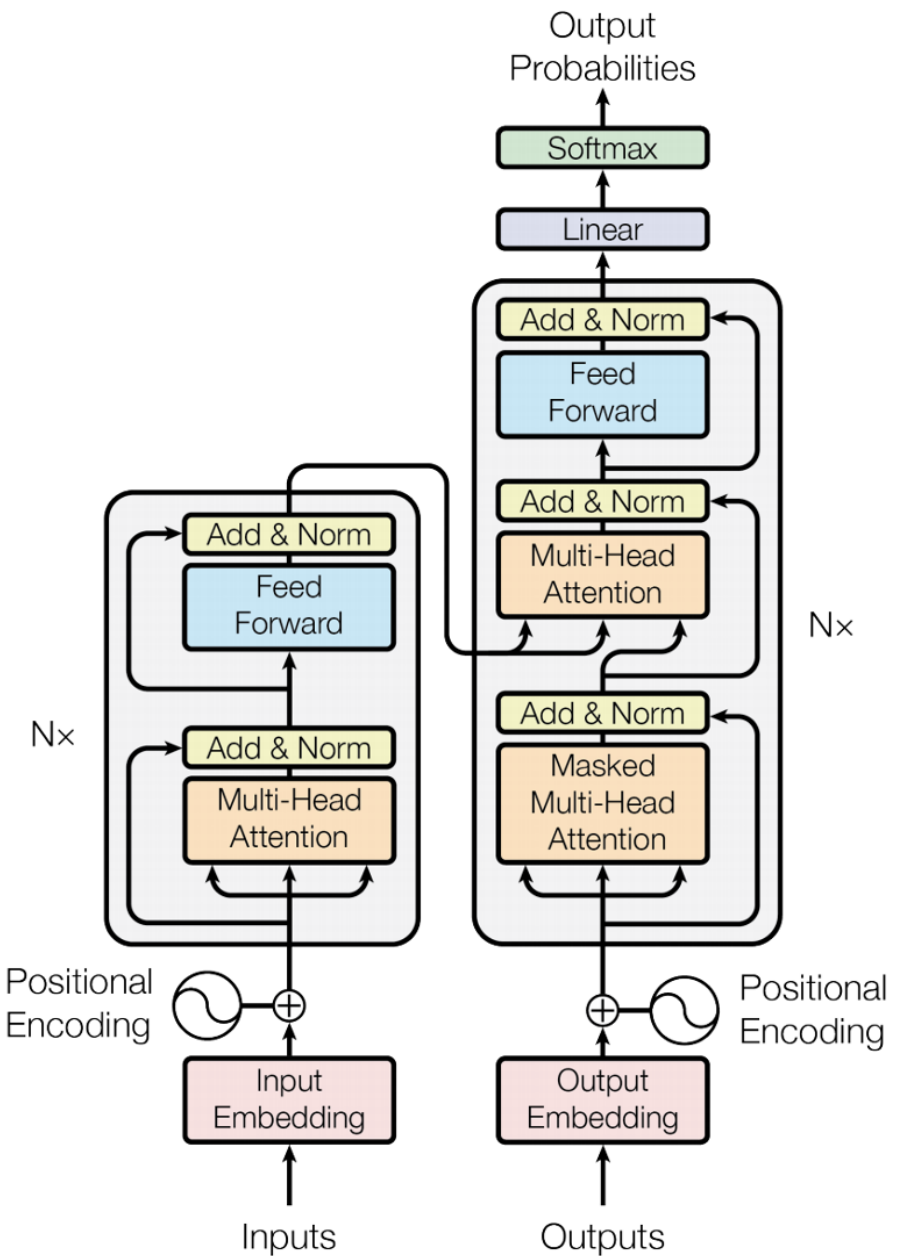 Output
Probabilities
Softmax
Linear
Add & Norm
Feed
Forward
Add & Norm
Multi-Head
Attention
Nx
Add & Norm
Masked
Multi-Head
Attention
Positional
Encoding
Output
Embedding
Outputs
Add & Norm
Feed
Forward
Nx
Add & Norm
Multi-Head
Attention
Positional
Encoding
Input
Embedding
Inputs